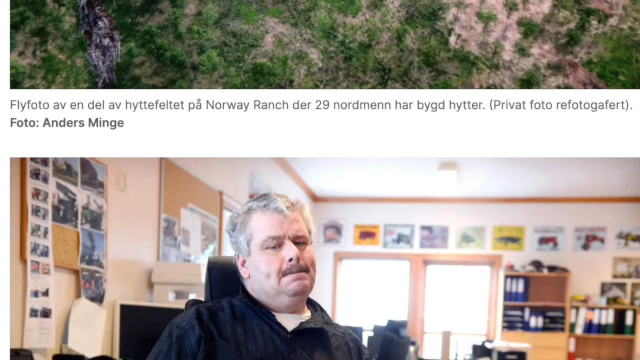 Flyfoto av en del av hyttefeltet på Norway Ranch der 29 nordmenn har bygd hytter. (Privat foto refotogafert).
Foto: Anders Minge